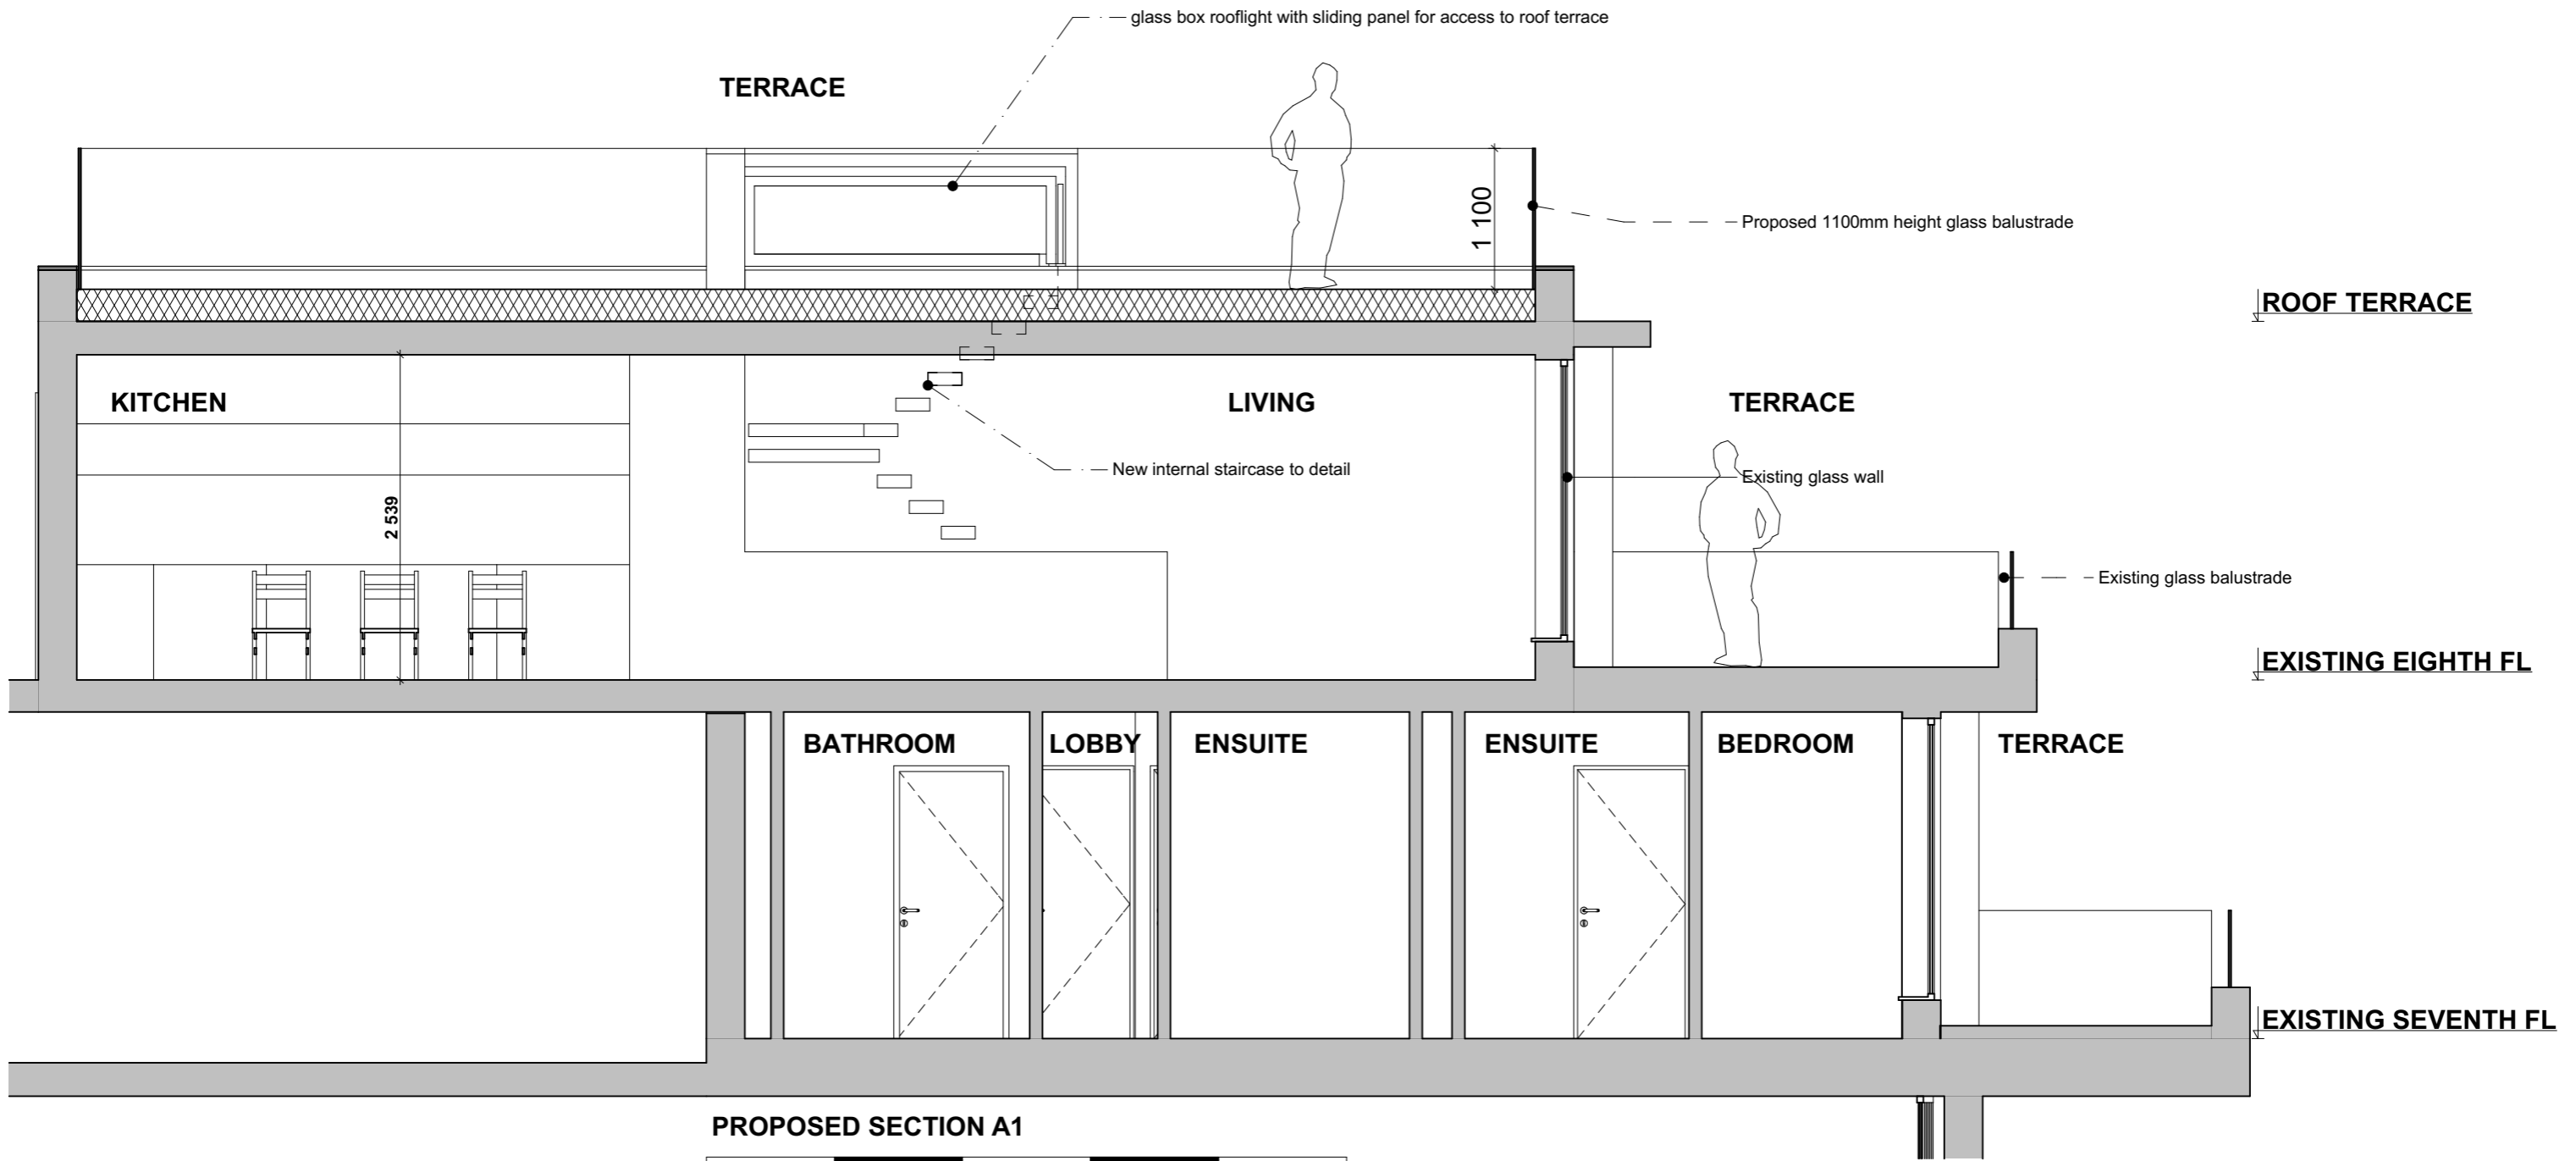 glass box rooflight with sliding panel for access to roof terrace
TERRACE
1 100
Proposed 1100mm height glass balustrade
ROOF TERRACE
KITCHEN
LIVING
TERRACE
New internal staircase to detail
Existing glass wall
2 539
Existing glass balustrade
EXISTING EIGHTH FL
BATHROOM
LOBBY
ENSUITE
ENSUITE
BEDROOM
TERRACE
EXISTING SEVENTH FL
PROPOSED SECTION A1